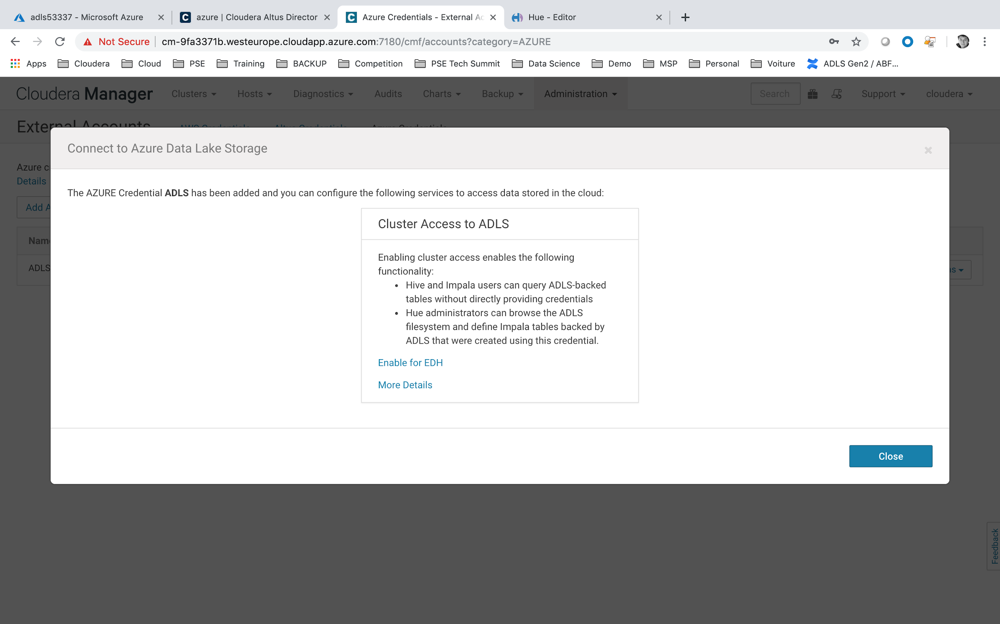 adls53337 - Microsoft Azure
azure | Cloudera Altus Director
Azure Credentials - External Ac
Hue - Editor
Not Secure
cm-9fa3371b.westeurope.cloudapp.azure.com:7180/cmf/accounts?category=AZURE
Apps
Cloudera
Cloud
PSE
Training
BACKUP
Competition
PSE Tech Summit
Data Science
Demo
MSP
Personal
Voiture
ADLS Gen2 / ABF...
Cloudera Manager
Clusters
Hosts
Diagnostics
Audits
Charts
Backup
Administration
Search
Support
cloudera
External Accounts
AWS Credentials
Altus Credentials
Azure Credentials
Connect to Azure Data Lake Storage
Azure c
Details
The AZURE Credential ADLS has been added and you can configure the following services to access data stored in the cloud:
Add A
Cluster Access to ADLS
Name
Enabling cluster access enables the following
functionality:
ADLS
Hive and Impala users can query ADLS-backed
tables without directly providing credentials
Hue administrators can browse the ADLS
filesystem and define Impala tables backed by
ADLS that were created using this credential.
Enable for EDH
More Details
Close
Feedback